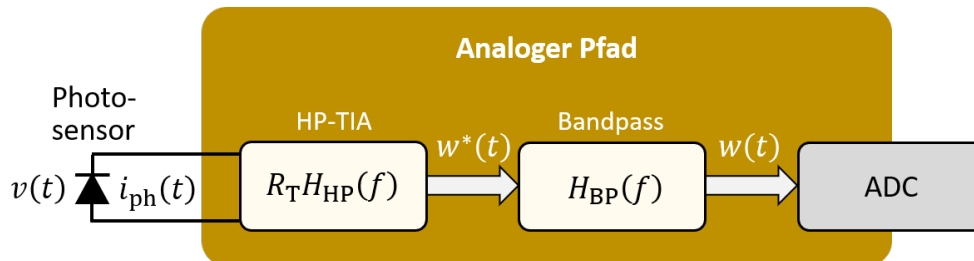 Analoger Pfad
Photo-
sensor
HP-TIA
Bandpass
v(t)
i_ph(t)
R_T H_HP(f)
w*(t)
H_BP(f)
w(t)
ADC